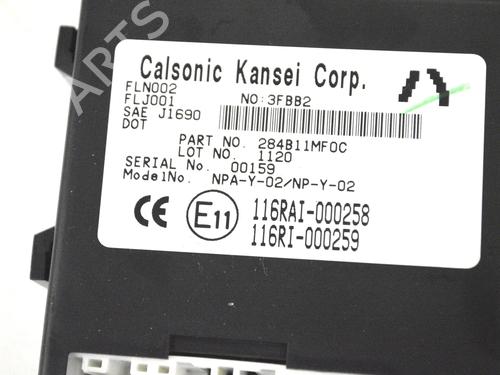 Calsonic Kansei Corp.
FLN002
FLJ001 NO:3FBB2
SAE J1690
DOT
PART NO. 284B11MF0C
LOT NO. 1120
SERIAL No. 00159
ModelNo. NPA-Y-02/NP-Y-02
CE E11 116RAI-000258
116RI-000259
PARTS